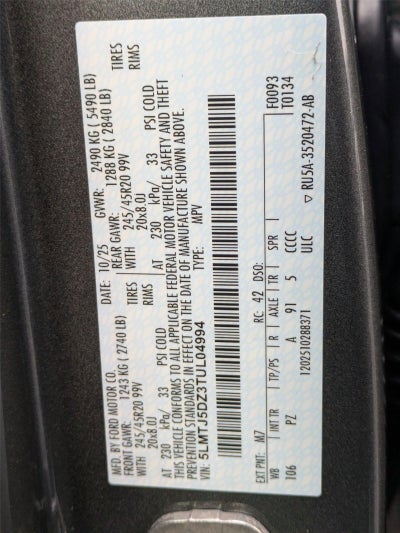 MFD. BY FORD MOTOR CO.
DATE: 10/25 GVWR: 2490 KG ( 5490 LB)
FRONT GAWR: REAR GAWR:
1243 KG ( 2740 LB) 1288 KG ( 2840 LB)
WITH 245/45R20 99V TIRES WITH 245/45R20 99V TIRES
20x8.0J RIMS 20x8.0J RIMS
AT 230 kPa/ 33 PSI COLD AT 230 kPa/ 33 PSI COLD
THIS VEHICLE CONFORMS TO ALL APPLICABLE FEDERAL MOTOR VEHICLE SAFETY AND THEFT
PREVENTION STANDARDS IN EFFECT ON THE DATE OF MANUFACTURE SHOWN ABOVE.
VIN: 5LMTJ5DZ3TUL04994
TYPE: MPV
F0093
T0134
EXT PNT: M7 RC: 42 DSO:
WB INT TR TP/PS R AXLE TR SPR
106 PZ A 91 5 CCCC
1202510288371 ULC
RU5A-3520472-AB